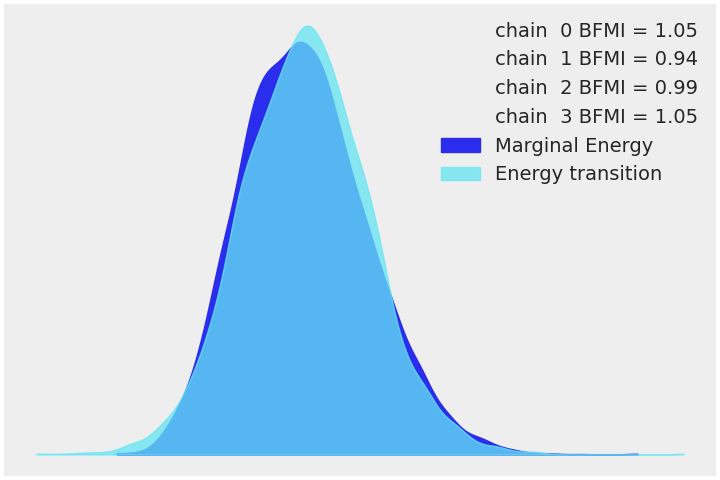 chain  0 BFMI = 1.05
chain  1 BFMI = 0.94
chain  2 BFMI = 0.99
chain  3 BFMI = 1.05
Marginal Energy
Energy transition